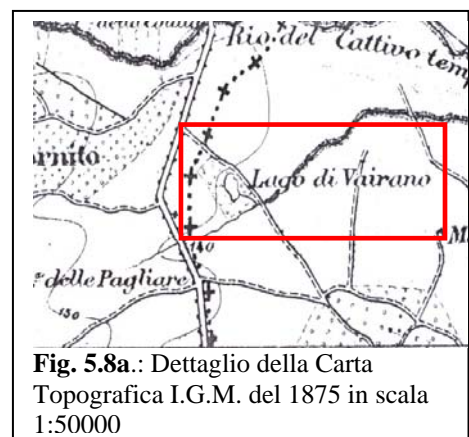 Rio del Cattivo tem
Lago di Vairano
M
140
delle Pagliare
150
Fig. 5.8a.: Dettaglio della Carta
Topografica I.G.M. del 1875 in scala
1:50000